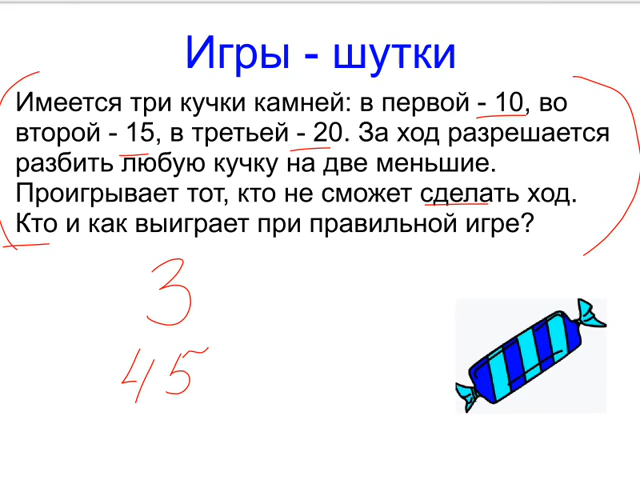 Игры - шутки
Имеется три кучки камней: в первой - 10, во
второй - 15, в третьей - 20. За ход разрешается
разбить любую кучку на две меньшие.
Проигрывает тот, кто не сможет сделать ход.
Кто и как выиграет при правильной игре?
3
45